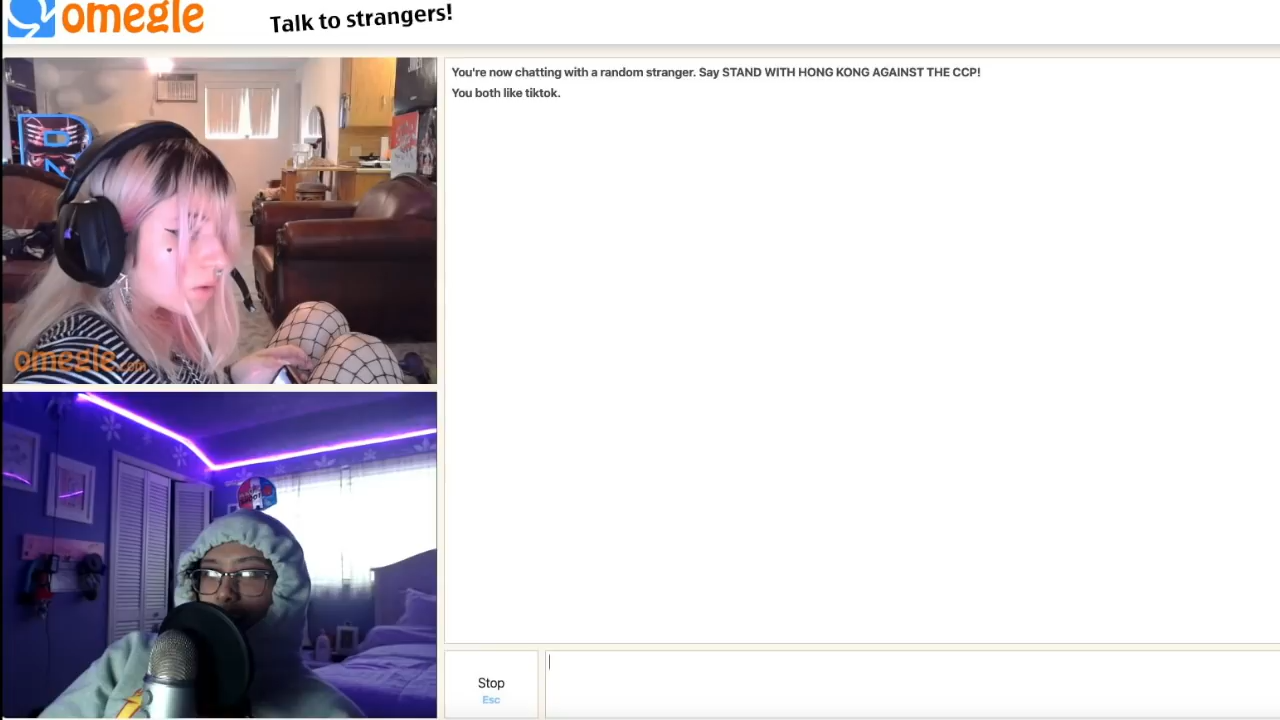 omegle
Talk to strangers!
You're now chatting with a random stranger. Say STAND WITH HONG KONG AGAINST THE CCP!
You both like tiktok.
omegle.com
Stop
Esc